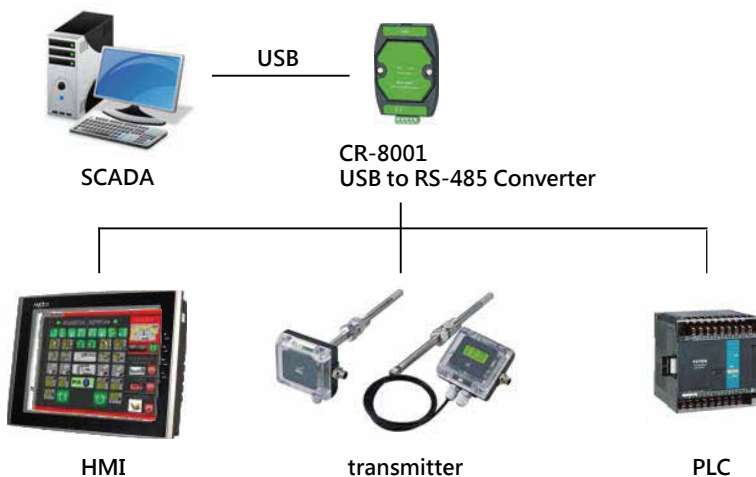 USB
SCADA
CR-8001
USB to RS-485 Converter
HMI
transmitter
PLC